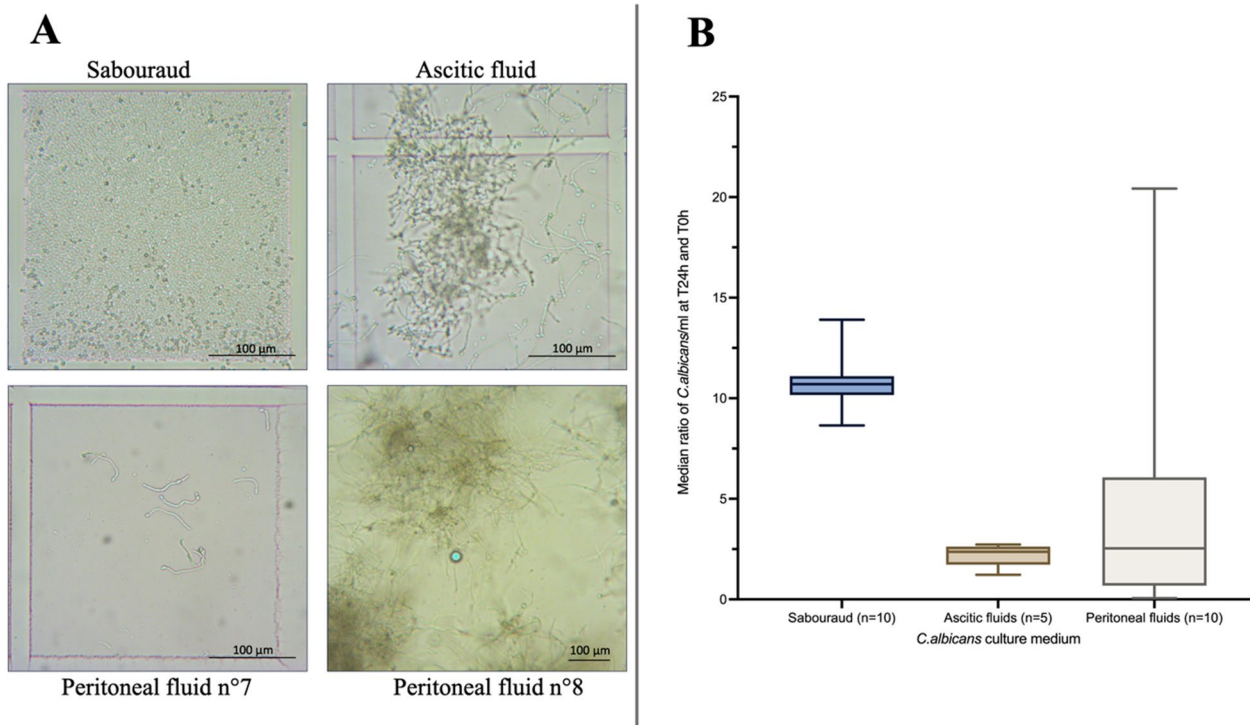 A
Sabouraud
Ascitic fluid
100 µm
100 µm
100 µm
100 µm
Peritoneal fluid n°7
Peritoneal fluid n°8
B
Median ratio of C.albicans/ml at T24h and T0h
25
20
15
10
5
0
Sabouraud (n=10)
Ascitic fluids (n=5)
Peritoneal fluids (n=10)
C.albicans culture medium